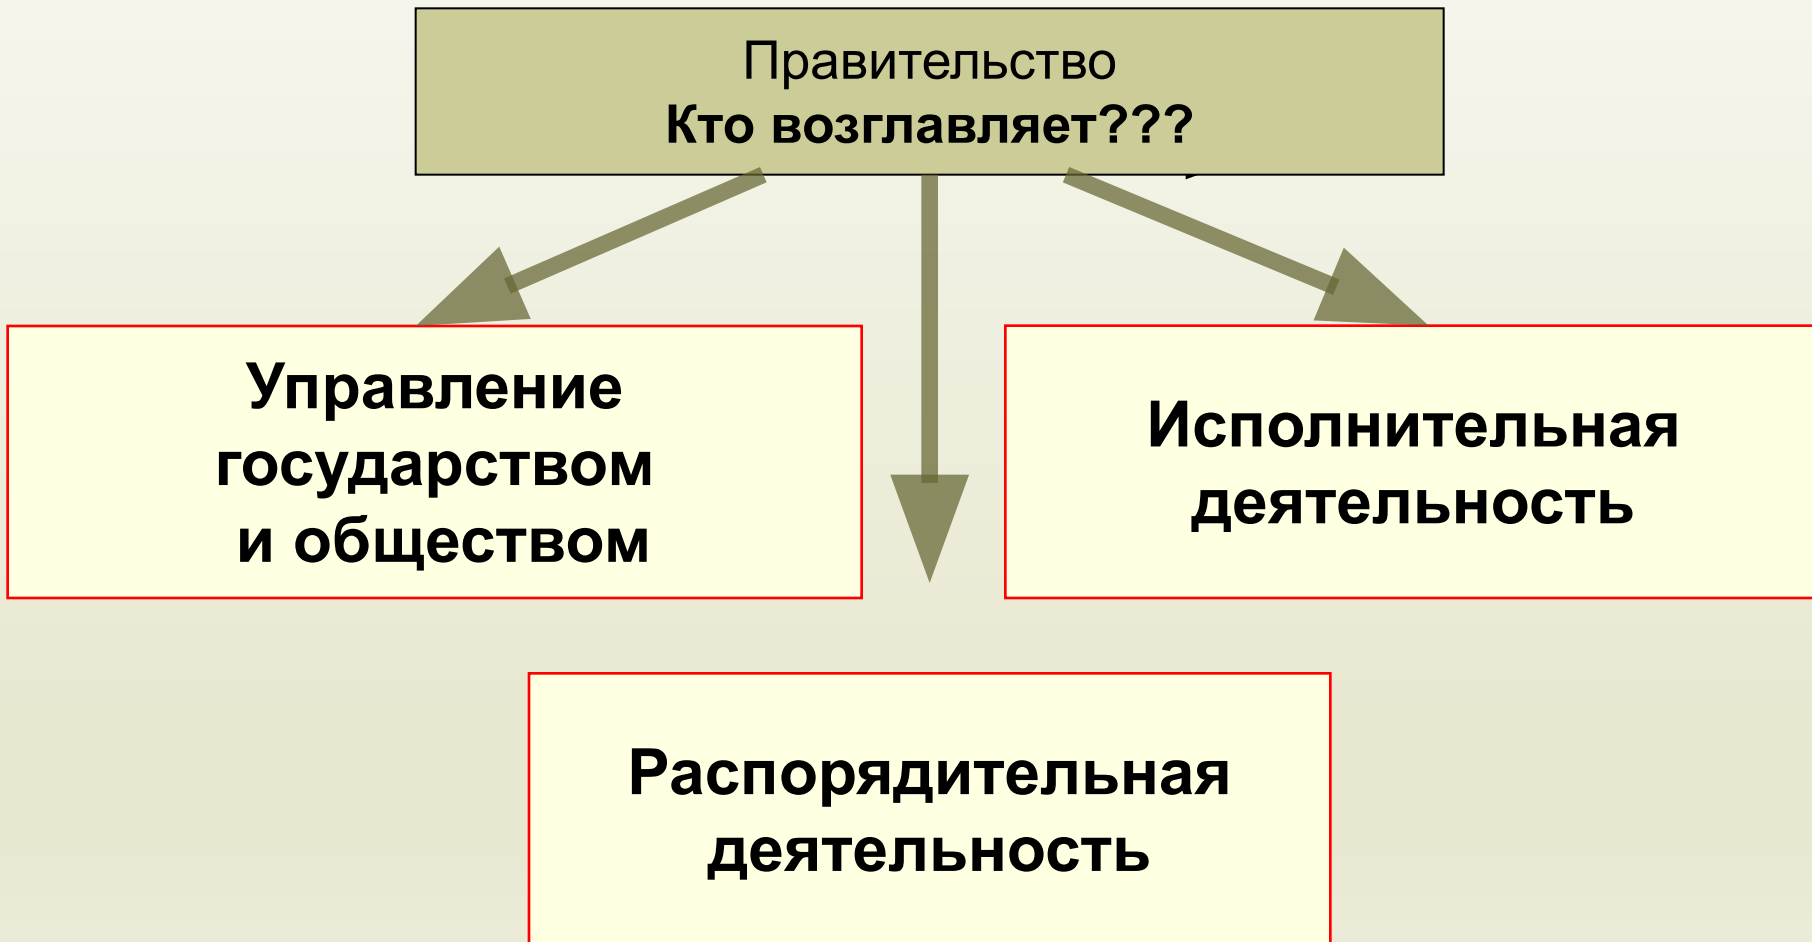 Правительство
Кто возглавляет???
Управление
государством
и обществом
Исполнительная
деятельность
Распорядительная
деятельность